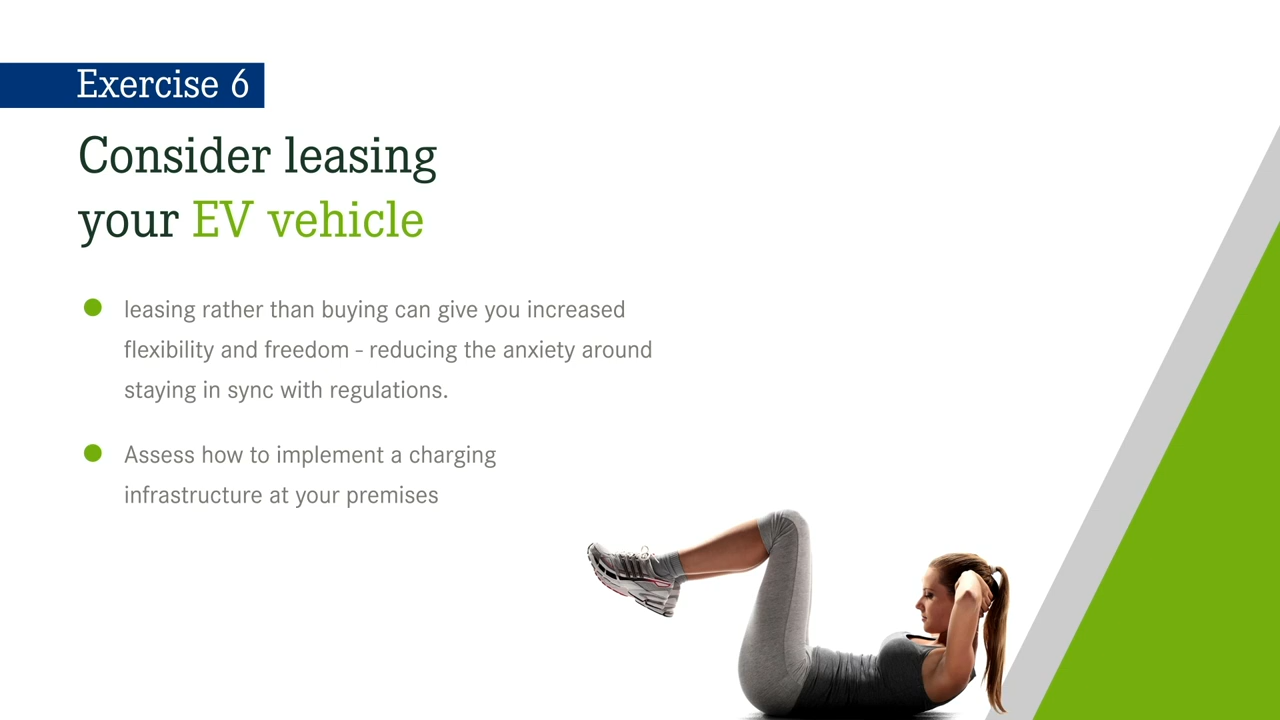 Exercise 6
Consider leasing
your EV vehicle
leasing rather than buying can give you increased
flexibility and freedom - reducing the anxiety around
staying in sync with regulations.
Assess how to implement a charging
infrastructure at your premises